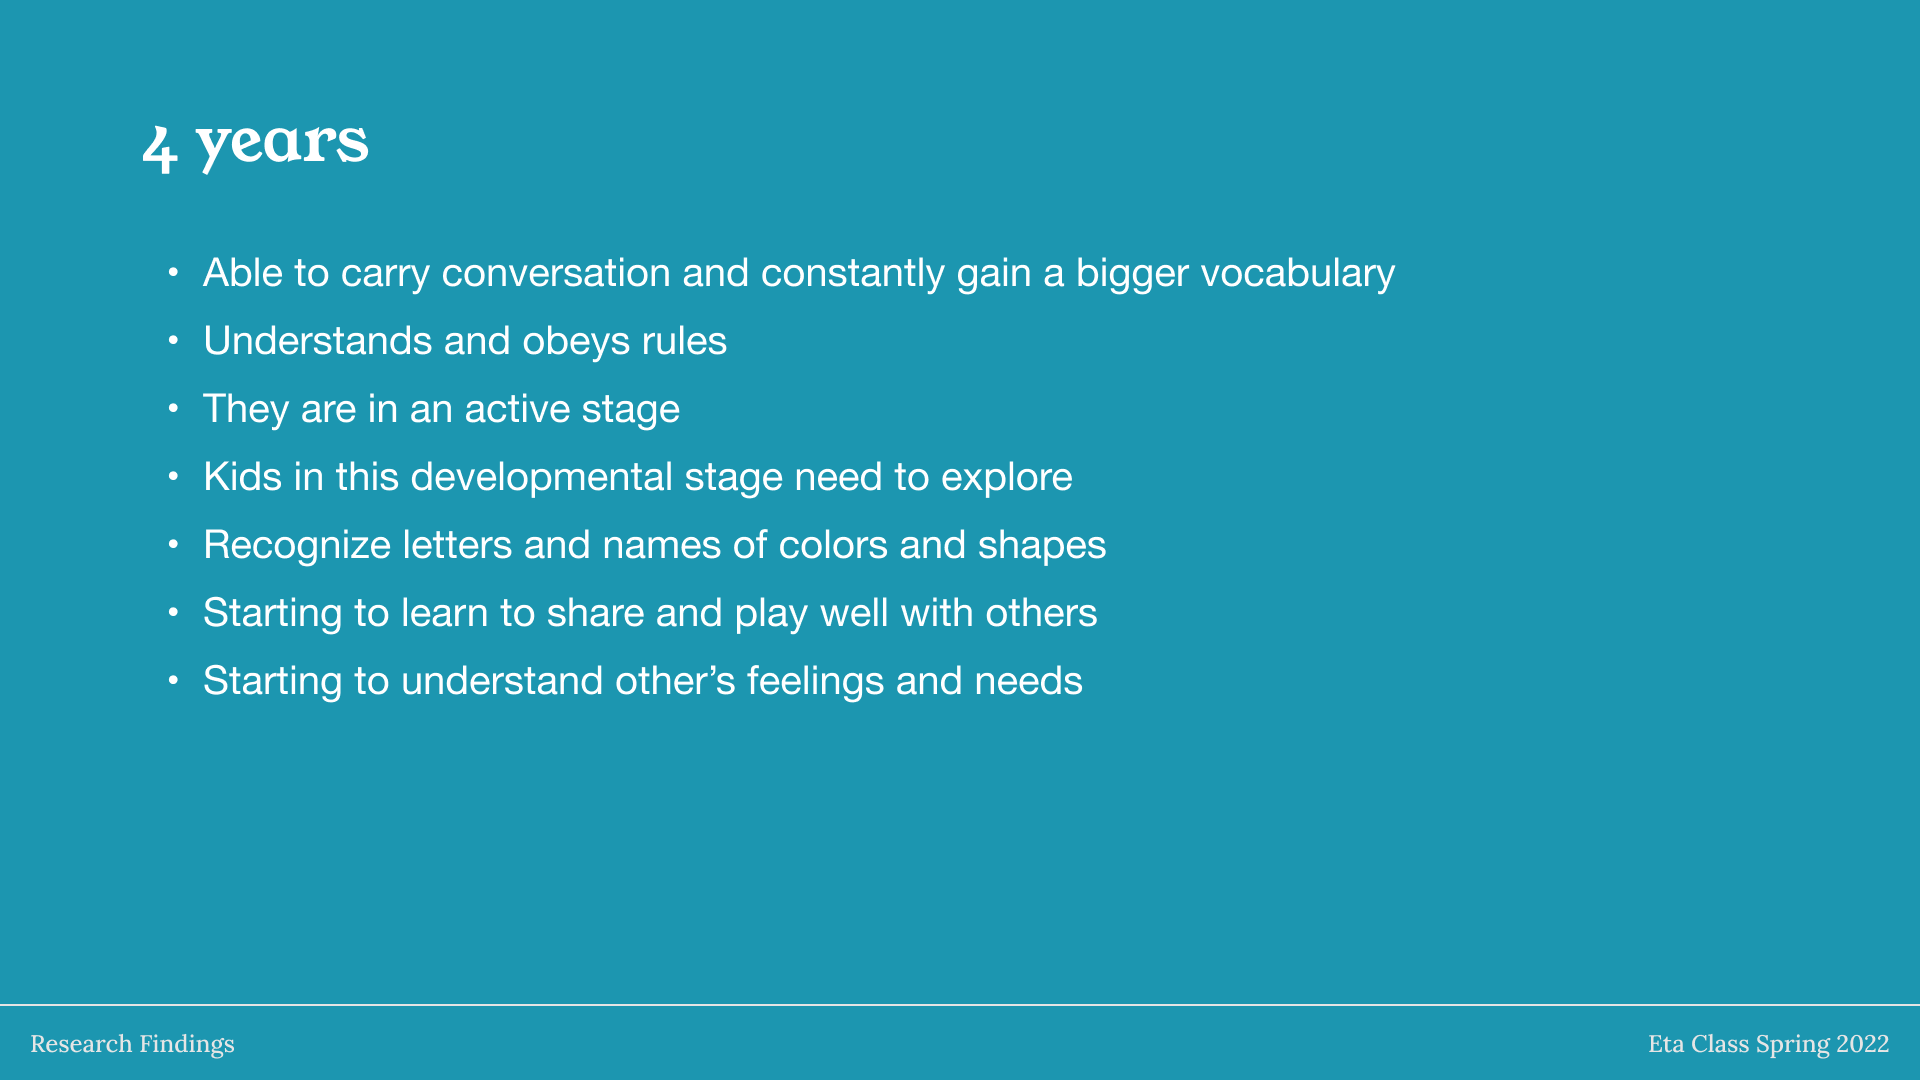 4 years
• Able to carry conversation and constantly gain a bigger vocabulary
• Understands and obeys rules
• They are in an active stage
• Kids in this developmental stage need to explore
• Recognize letters and names of colors and shapes
• Starting to learn to share and play well with others
• Starting to understand other’s feelings and needs
Research Findings
Eta Class Spring 2022